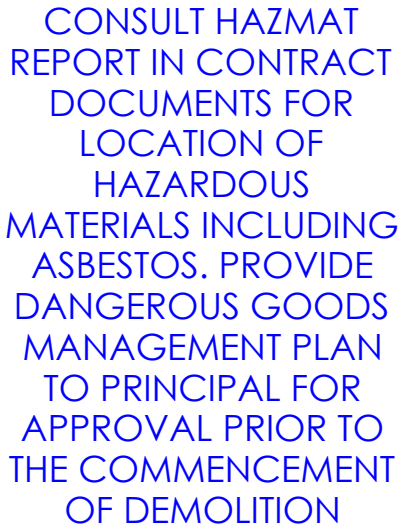 CONSULT HAZMAT
REPORT IN CONTRACT
DOCUMENTS FOR
LOCATION OF
HAZARDOUS
MATERIALS INCLUDING
ASBESTOS. PROVIDE
DANGEROUS GOODS
MANAGEMENT PLAN
TO PRINCIPAL FOR
APPROVAL PRIOR TO
THE COMMENCEMENT
OF DEMOLITION